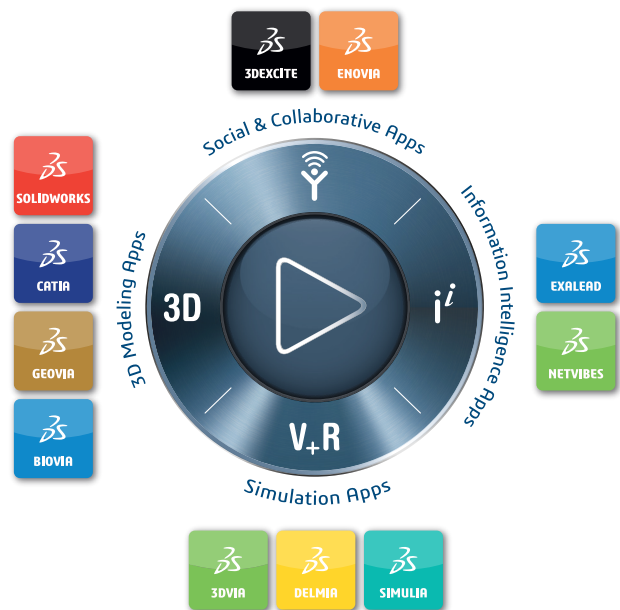 3DEXCITE
ENOVIA
Social & Collaborative Apps
SOLIDWORKS
CATIA
GEOVIA
BIOVIA
3D Modeling Apps
3D
i i
Information Intelligence Apps
EXALEAD
NETVIBES
V+R
Simulation Apps
3DVIA
DELMIA
SIMULIA